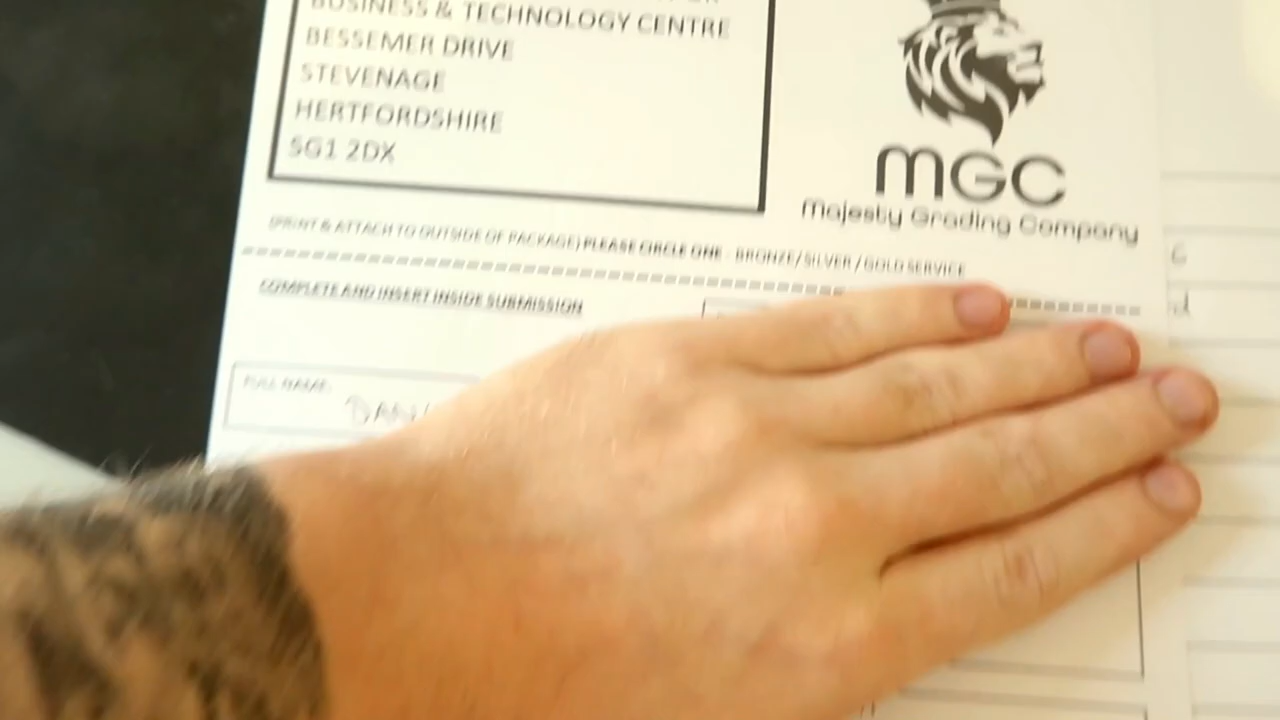 BUSINESS & TECHNOLOGY CENTRE
BESSEMER DRIVE
STEVENAGE
HERTFORDSHIRE
SG1 2DX
MGC
Majesty Grading Company
(PRINT & ATTACH TO OUTSIDE OF PACKAGE) PLEASE CIRCLE ONE - BRONZE / SILVER / GOLD SERVICE
COMPLETE AND INSERT INSIDE SUBMISSION
FULL NAME: